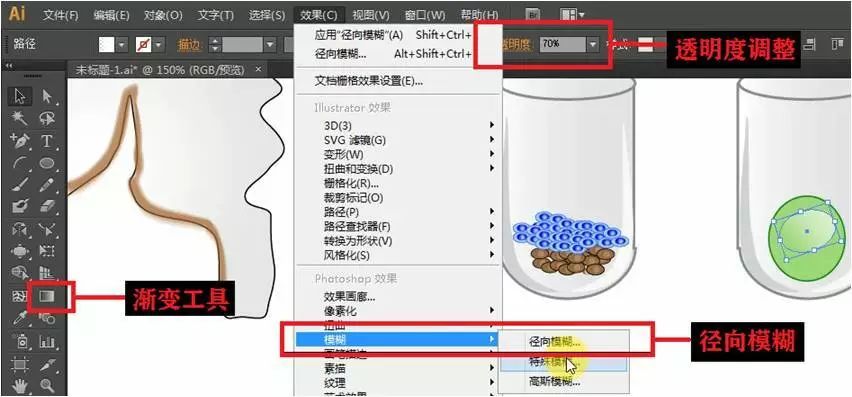 Ai 文件(F) 编辑(E) 对象(O) 文字(T) 选择(S) 效果(C) 视图(V) 窗口(W) 帮助(H) Br
路径 描边: 透明度: 70%
透明度调整
未标题-1.ai* @ 150% (RGB/预览) ×
应用“径向模糊”(A) Shift+Ctrl+
径向模糊... Alt+Shift+Ctrl+
文档栅格效果设置(E)...
Illustrator 效果
3D(3)
SVG 滤镜(G)
变形(W)
扭曲和变换(D)
栅格化(R)...
裁剪标记(O)
路径(P)
路径查找器(F)
转换为形状(V)
风格化(S)
Photoshop 效果
效果画廊...
像素化
扭曲
模糊
画笔描边
素描
纹理
艺术效果
径向模糊...
特殊模糊...
高斯模糊...
渐变工具
径向模糊